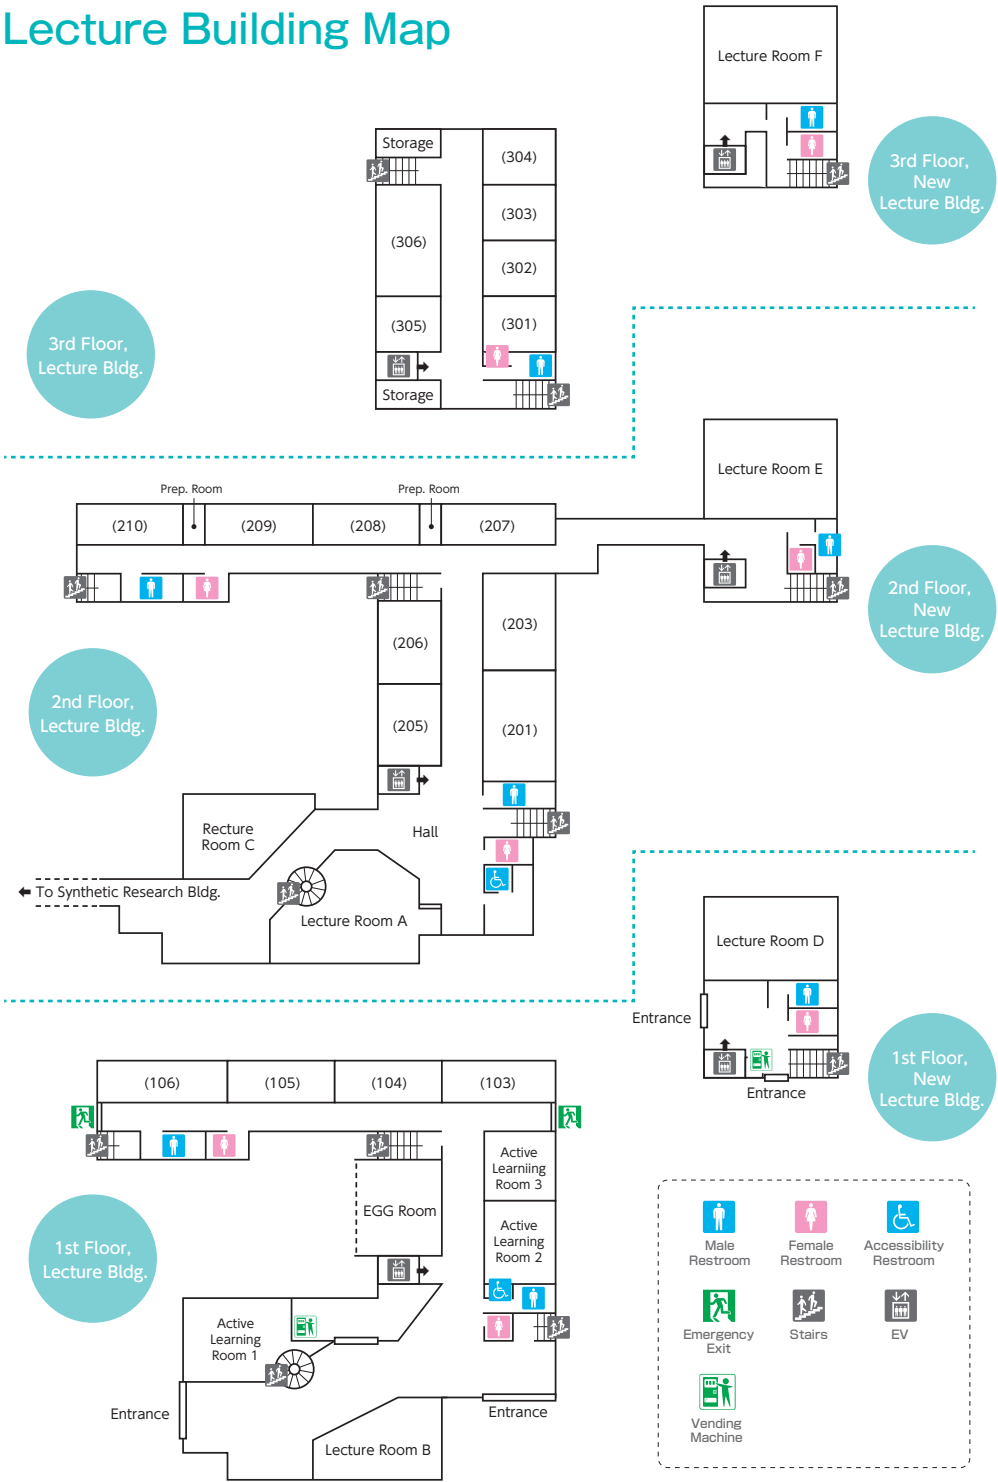 Lecture Building Map
Lecture Room F
3rd Floor,
New
Lecture Bldg.
Storage
(304)
(303)
(306)
(302)
(305)
(301)
Storage
3rd Floor,
Lecture Bldg.
Lecture Room E
Prep. Room
Prep. Room
(210)
(209)
(208)
(207)
2nd Floor,
New
Lecture Bldg.
(203)
(206)
2nd Floor,
Lecture Bldg.
(205)
(201)
Recture
Room C
Hall
To Synthetic Research Bldg.
Lecture Room A
Lecture Room D
Entrance
Entrance
1st Floor,
New
Lecture Bldg.
(106)
(105)
(104)
(103)
Active
Learniing
Room 3
EGG Room
Active
Learning
Room 2
1st Floor,
Lecture Bldg.
Active
Learning
Room 1
Entrance
Entrance
Lecture Room B
Male
Restroom
Female
Restroom
Accessibility
Restroom
Emergency
Exit
Stairs
EV
Vending
Machine